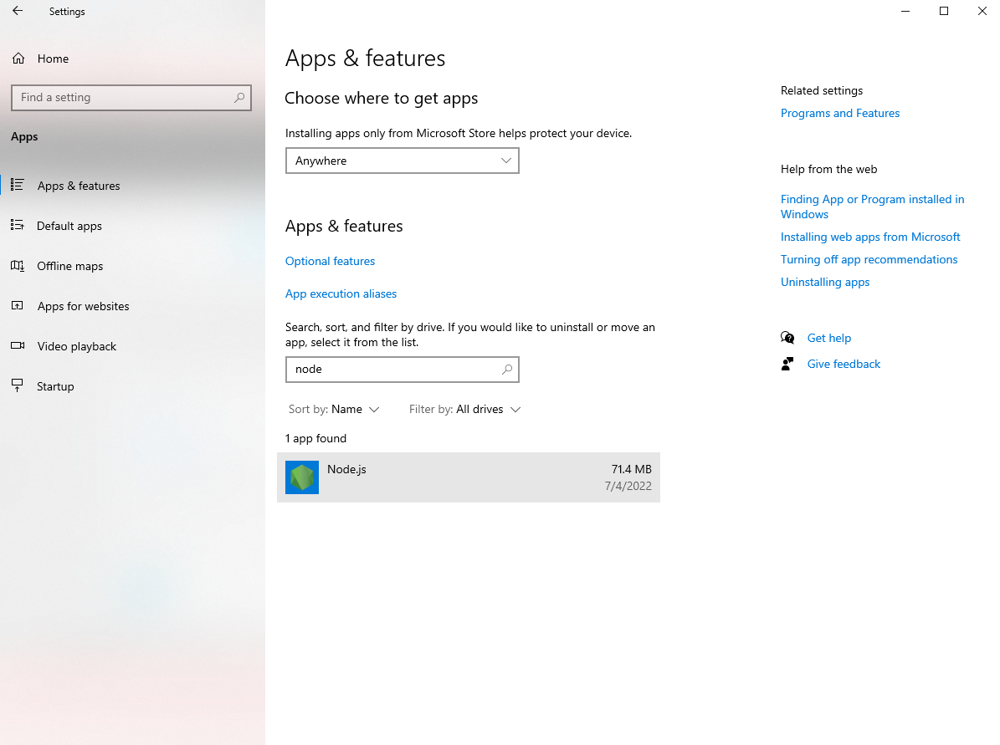 Settings
Home
Find a setting
Apps
Apps & features
Default apps
Offline maps
Apps for websites
Video playback
Startup
Apps & features
Choose where to get apps
Installing apps only from Microsoft Store helps protect your device.
Anywhere
Apps & features
Optional features
App execution aliases
Search, sort, and filter by drive. If you would like to uninstall or move an
app, select it from the list.
node
Sort by: Name Filter by: All drives
1 app found
Node.js 71.4 MB
7/4/2022
Related settings
Programs and Features
Help from the web
Finding App or Program installed in
Windows
Installing web apps from Microsoft
Turning off app recommendations
Uninstalling apps
Get help
Give feedback